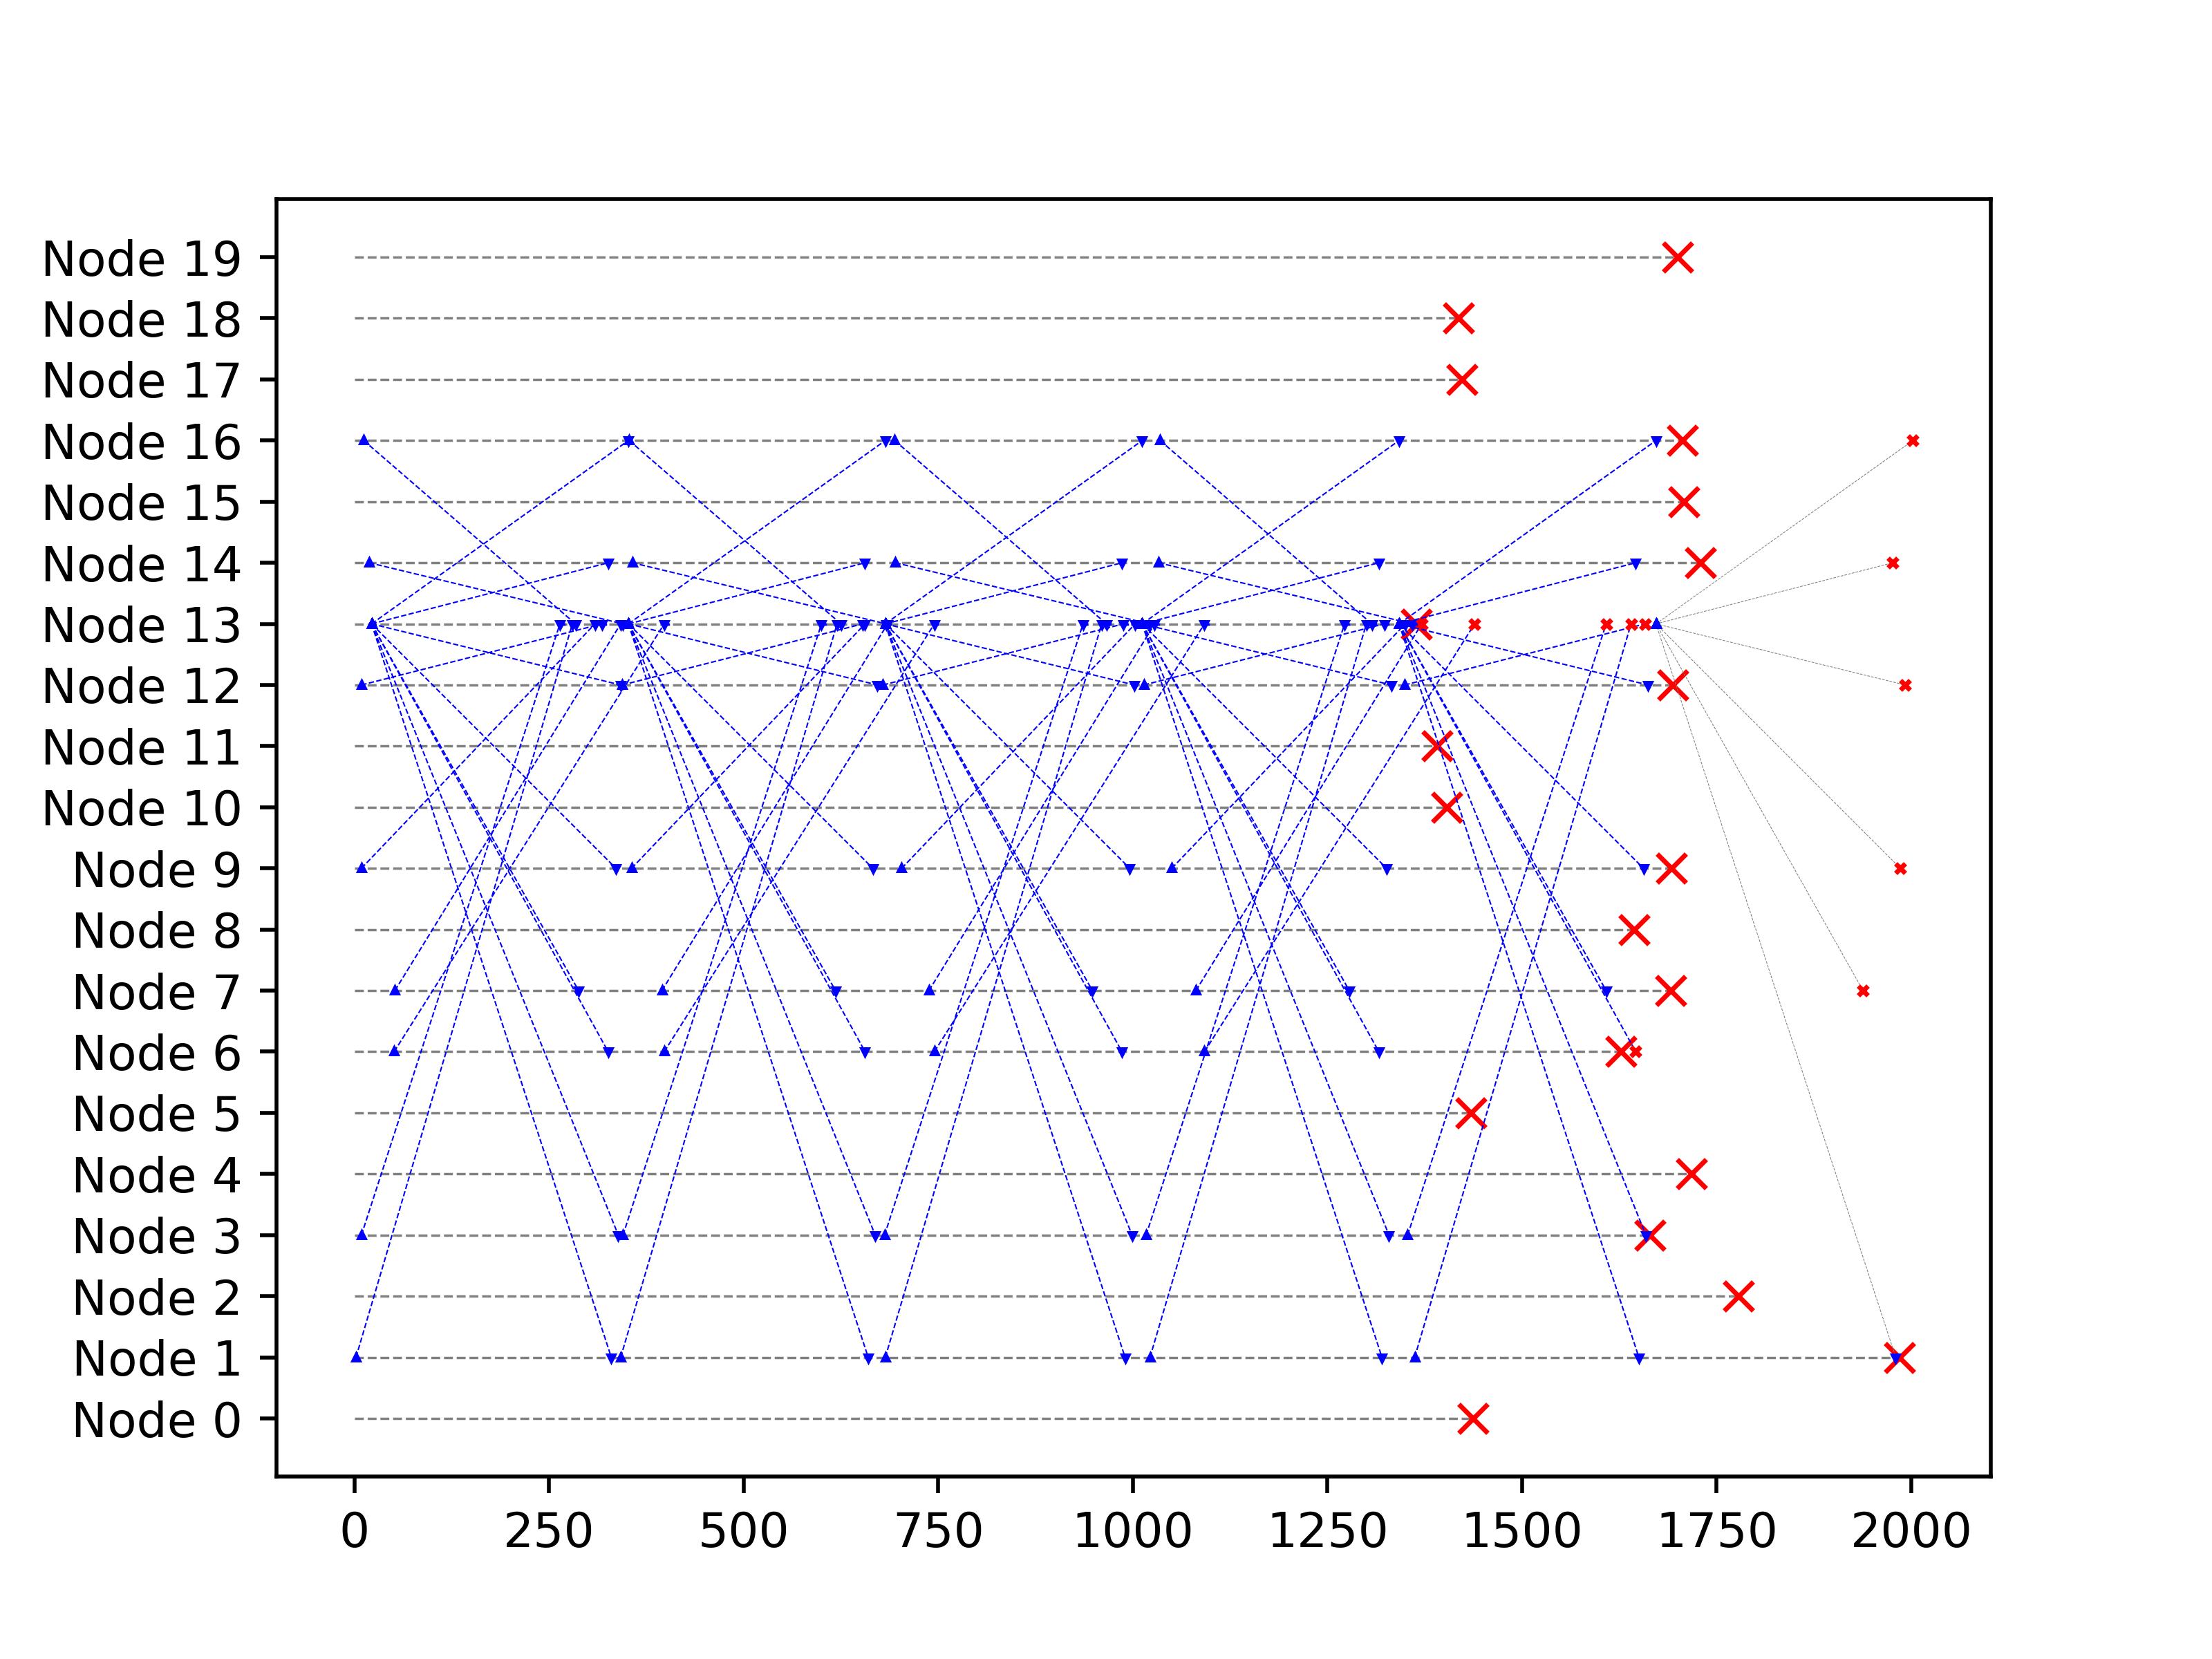 Node 19
Node 18
Node 17
Node 16
Node 15
Node 14
Node 13
Node 12
Node 11
Node 10
Node 9
Node 8
Node 7
Node 6
Node 5
Node 4
Node 3
Node 2
Node 1
Node 0
0 250 500 750 1000 1250 1500 1750 2000